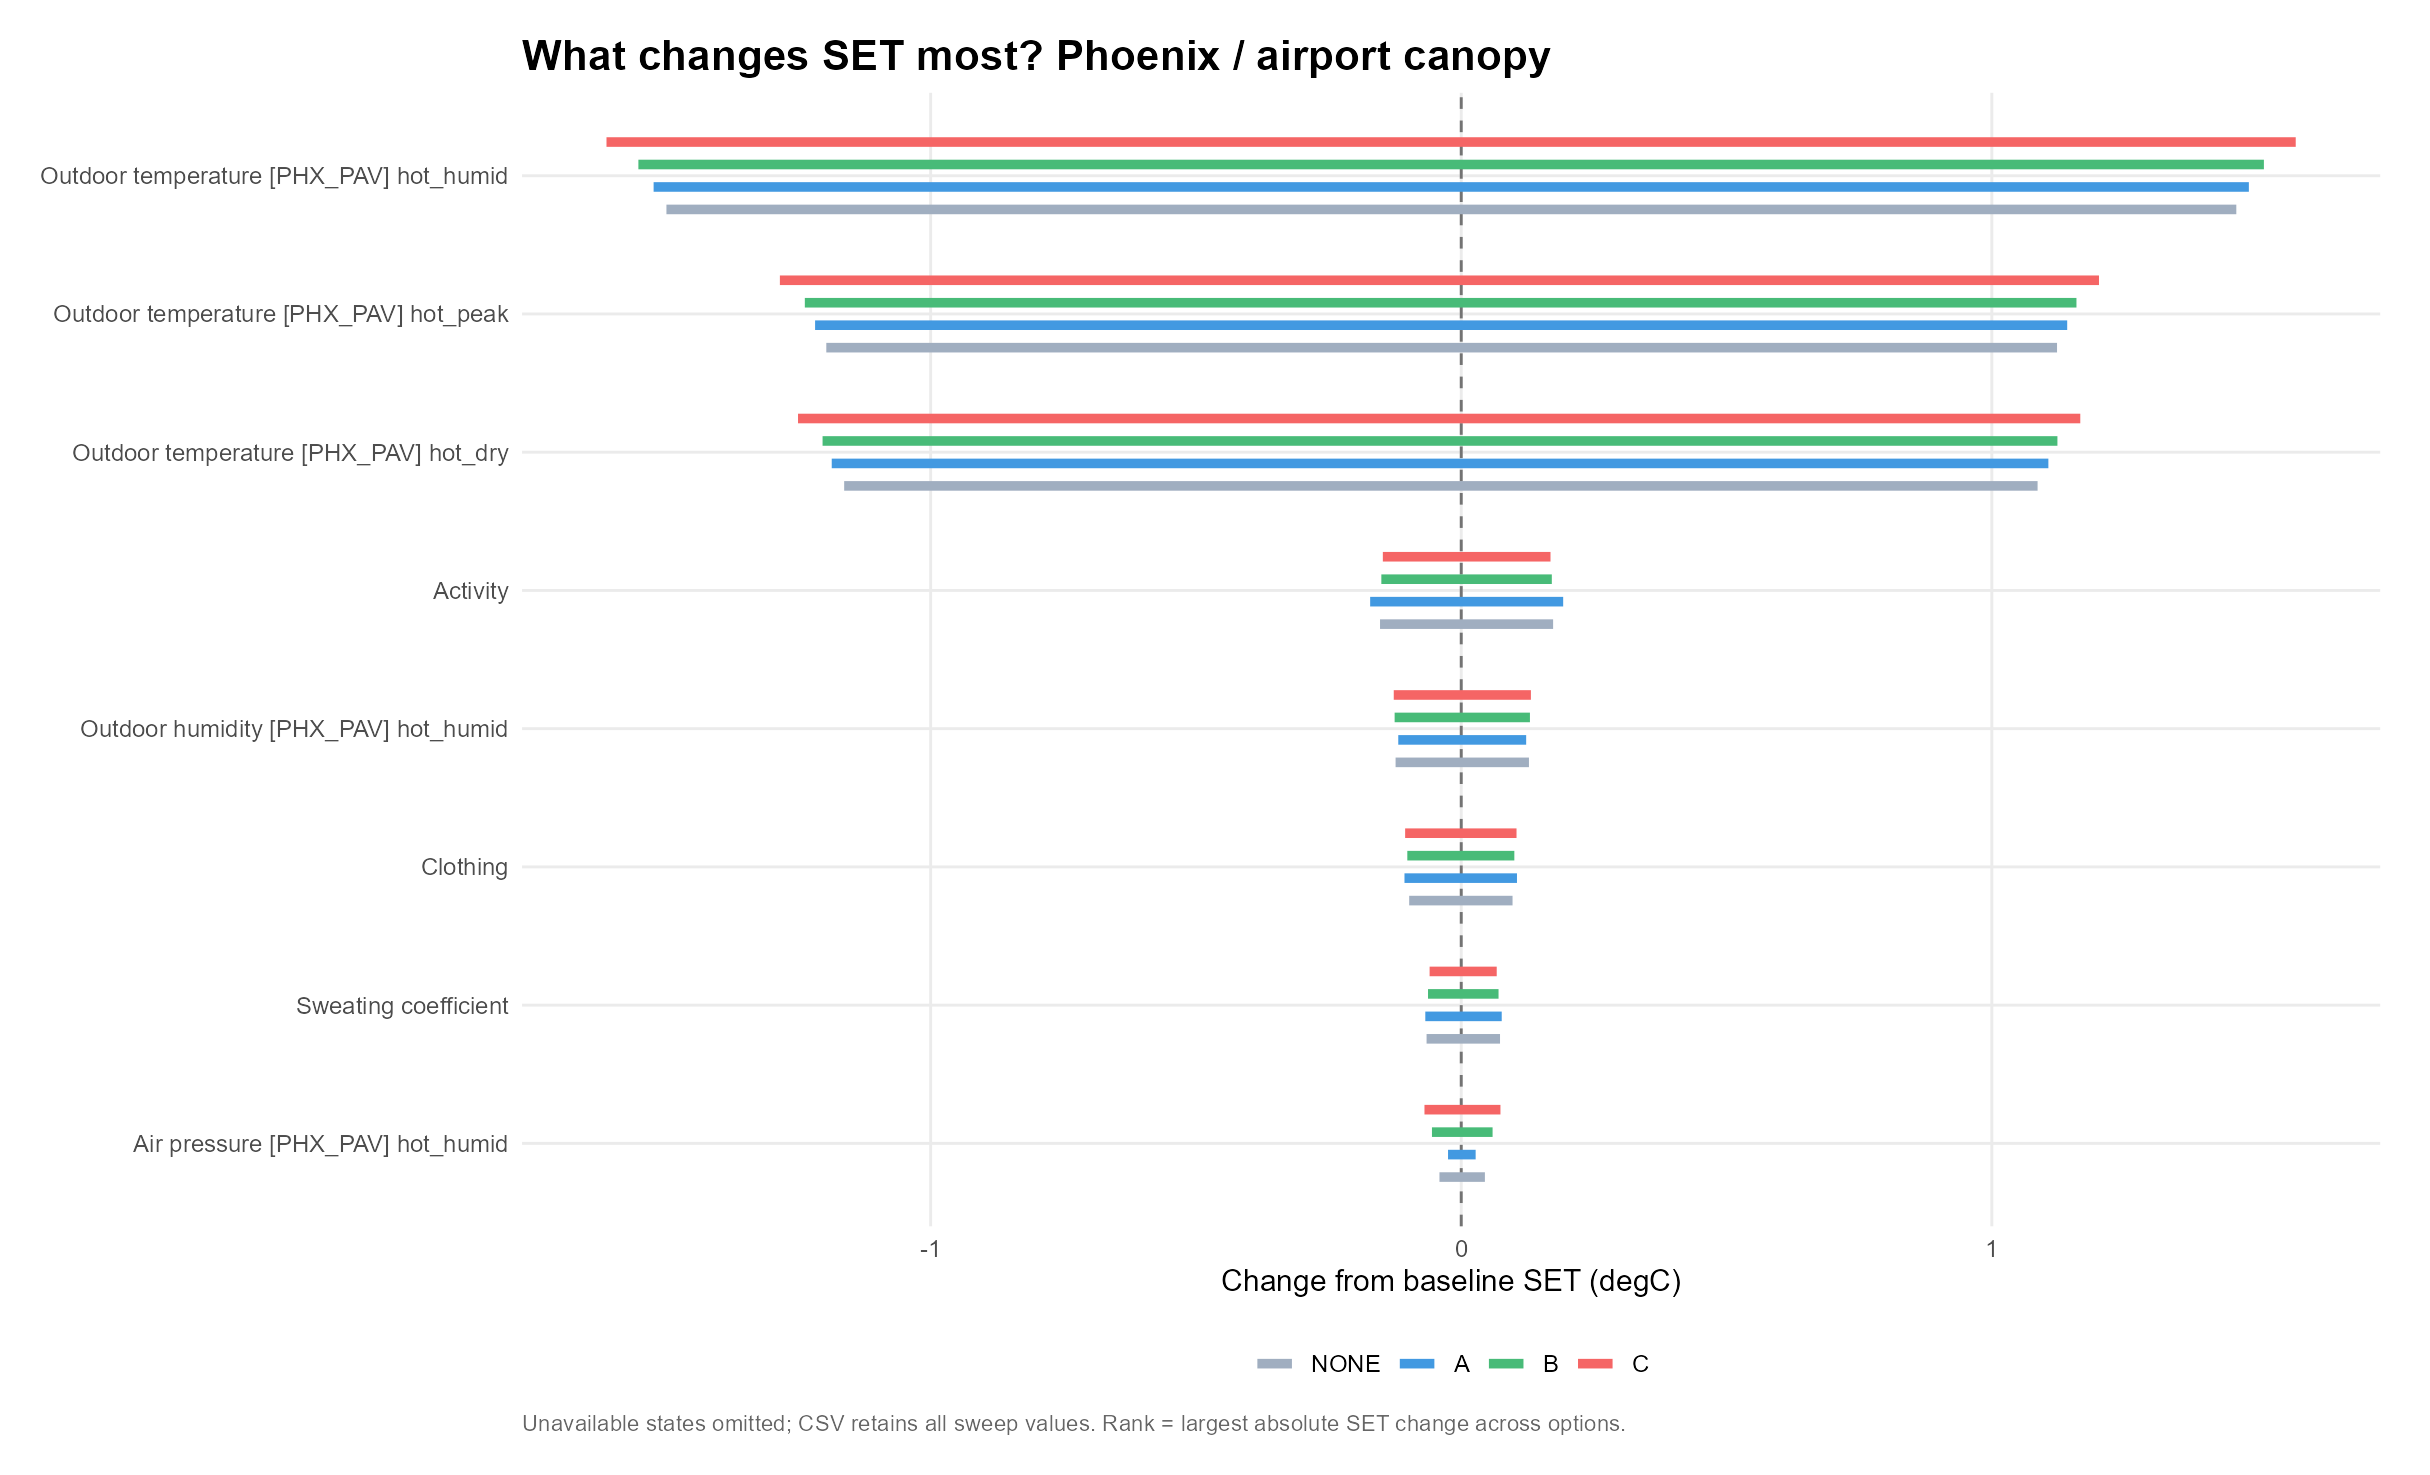 What changes SET most? Phoenix / airport canopy
Outdoor temperature [PHX_PAV] hot_humid
Outdoor temperature [PHX_PAV] hot_peak
Outdoor temperature [PHX_PAV] hot_dry
Activity
Outdoor humidity [PHX_PAV] hot_humid
Clothing
Sweating coefficient
Air pressure [PHX_PAV] hot_humid
-1 0 1
Change from baseline SET (degC)
NONE A B C
Unavailable states omitted; CSV retains all sweep values. Rank = largest absolute SET change across options.